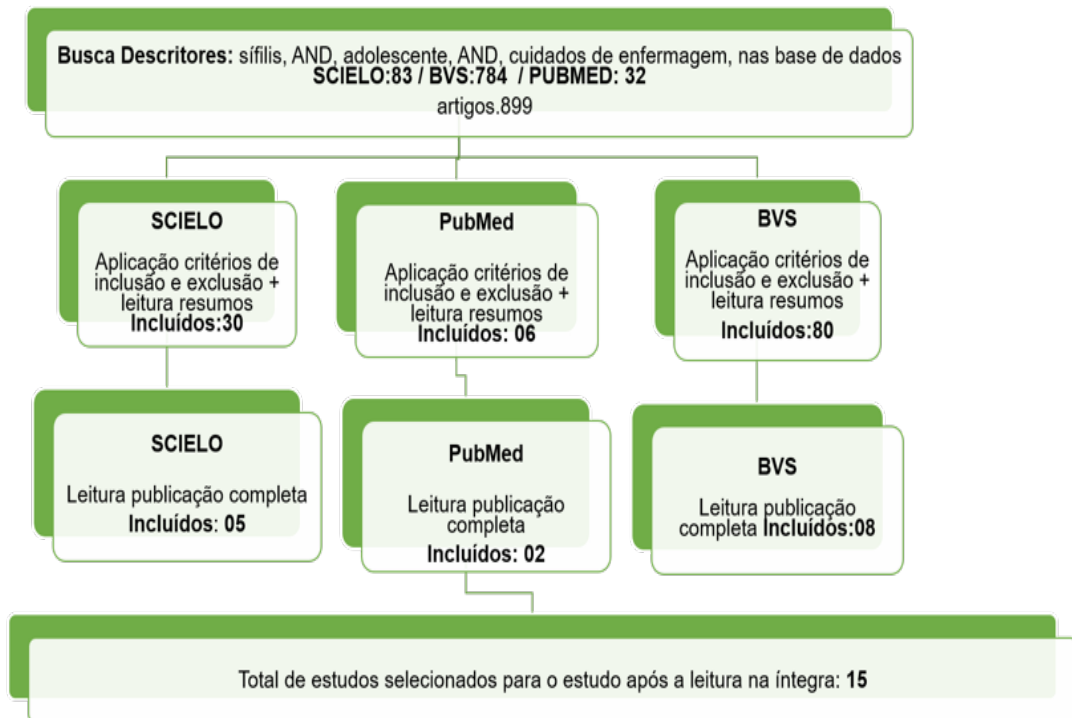 Busca Descritores: sífilis, AND, adolescente, AND, cuidados de enfermagem, nas base de dados
SCIELO:83 / BVS:784 / PUBMED: 32
artigos.899
SCIELO
Aplicação critérios de
inclusão e exclusão +
leitura resumos
Incluídos:30
PubMed
Aplicação critérios de
inclusão e exclusão +
leitura resumos
Incluídos: 06
BVS
Aplicação critérios de
inclusão e exclusão +
leitura resumos
Incluídos:80
SCIELO
Leitura publicação completa
Incluídos: 05
PubMed
Leitura publicação
completa
Incluídos: 02
BVS
Leitura publicação
completa Incluídos:08
Total de estudos selecionados para o estudo após a leitura na íntegra: 15